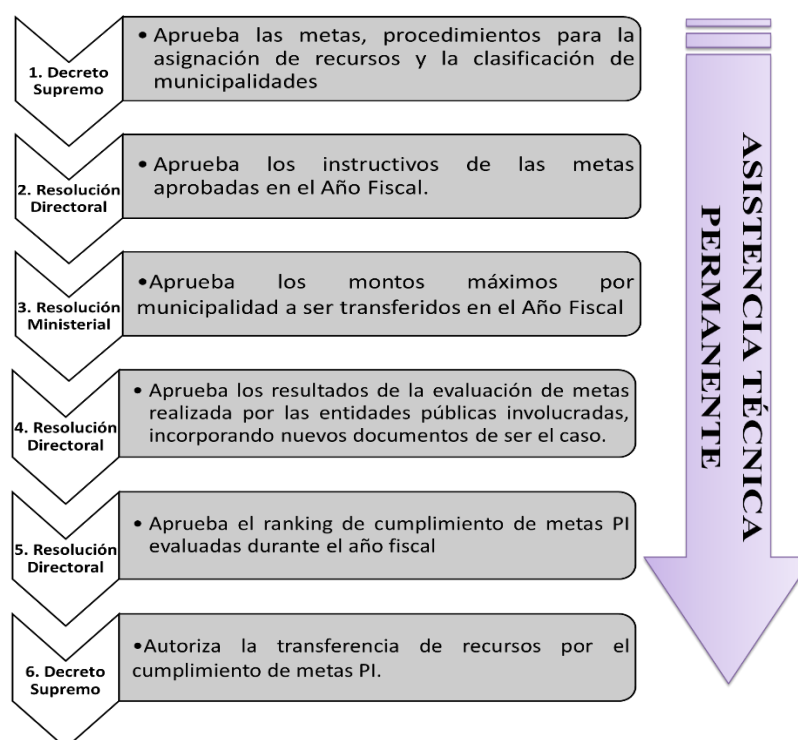 1. Decreto
Supremo
• Aprueba las metas, procedimientos para la
asignación de recursos y la clasificación de
municipalidades
2. Resolución
Directoral
• Aprueba los instructivos de las metas
aprobadas en el Año Fiscal.
3. Resolución
Ministerial
•Aprueba los montos máximos por
municipalidad a ser transferidos en el Año Fiscal
4. Resolución
Directoral
• Aprueba los resultados de la evaluación de metas
realizada por las entidades públicas involucradas,
incorporando nuevos documentos de ser el caso.
5. Resolución
Directoral
• Aprueba el ranking de cumplimiento de metas PI
evaluadas durante el año fiscal
6. Decreto
Supremo
•Autoriza la transferencia de recursos por el
cumplimiento de metas PI.
ASISTENCIA TÉCNICA
PERMANENTE